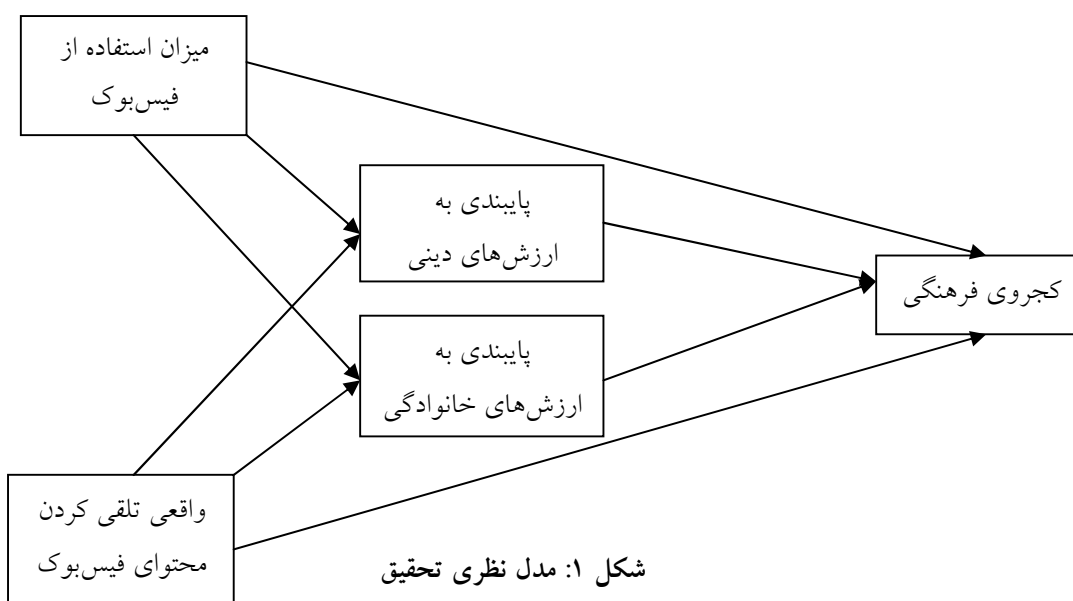 میزان استفاده از
فیس‌بوک
پایبندی به
ارزش‌های دینی
کجروی فرهنگی
پایبندی به
ارزش‌های خانوادگی
واقعی تلقی کردن
محتوای فیس‌بوک
شکل ۱: مدل نظری تحقیق